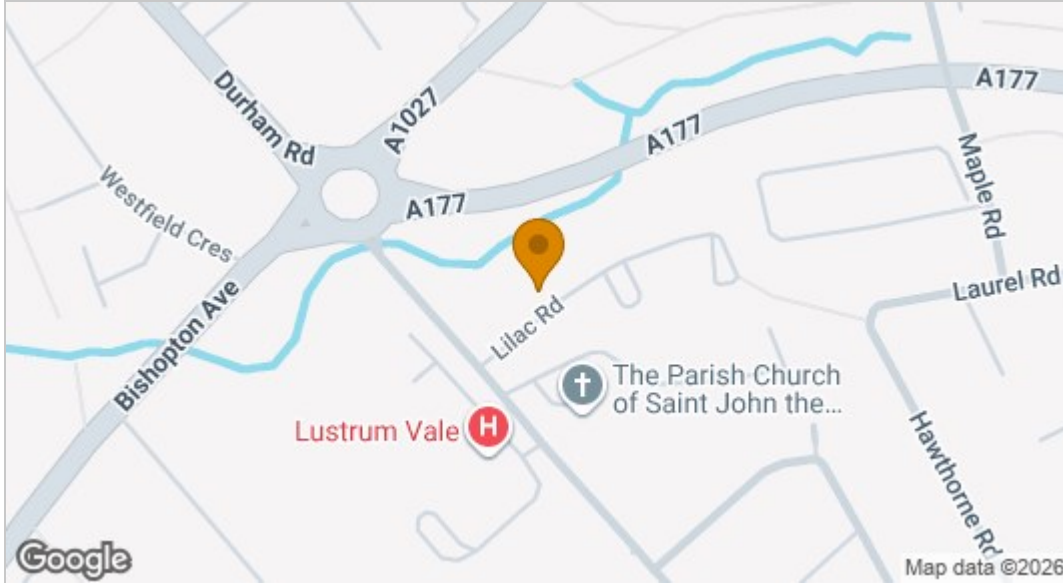 Durham Rd
A1027
A177
A177
A177
Westfield Cres
Maple Rd
Laurel Rd
Bishopton Ave
Lilac Rd
The Parish Church
of Saint John the...
Lustrum Vale
H
Hawthorne Rd
Google
Map data ©2026